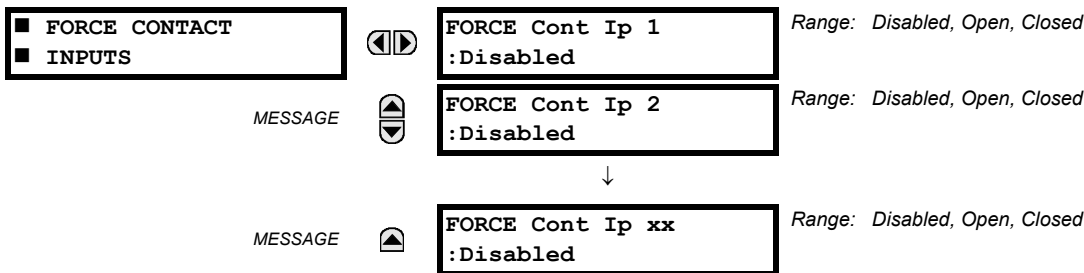 ■ FORCE CONTACT
■ INPUTS
FORCE Cont Ip 1
:Disabled
Range: Disabled, Open, Closed
MESSAGE
FORCE Cont Ip 2
:Disabled
Range: Disabled, Open, Closed
↓
MESSAGE
FORCE Cont Ip xx
:Disabled
Range: Disabled, Open, Closed